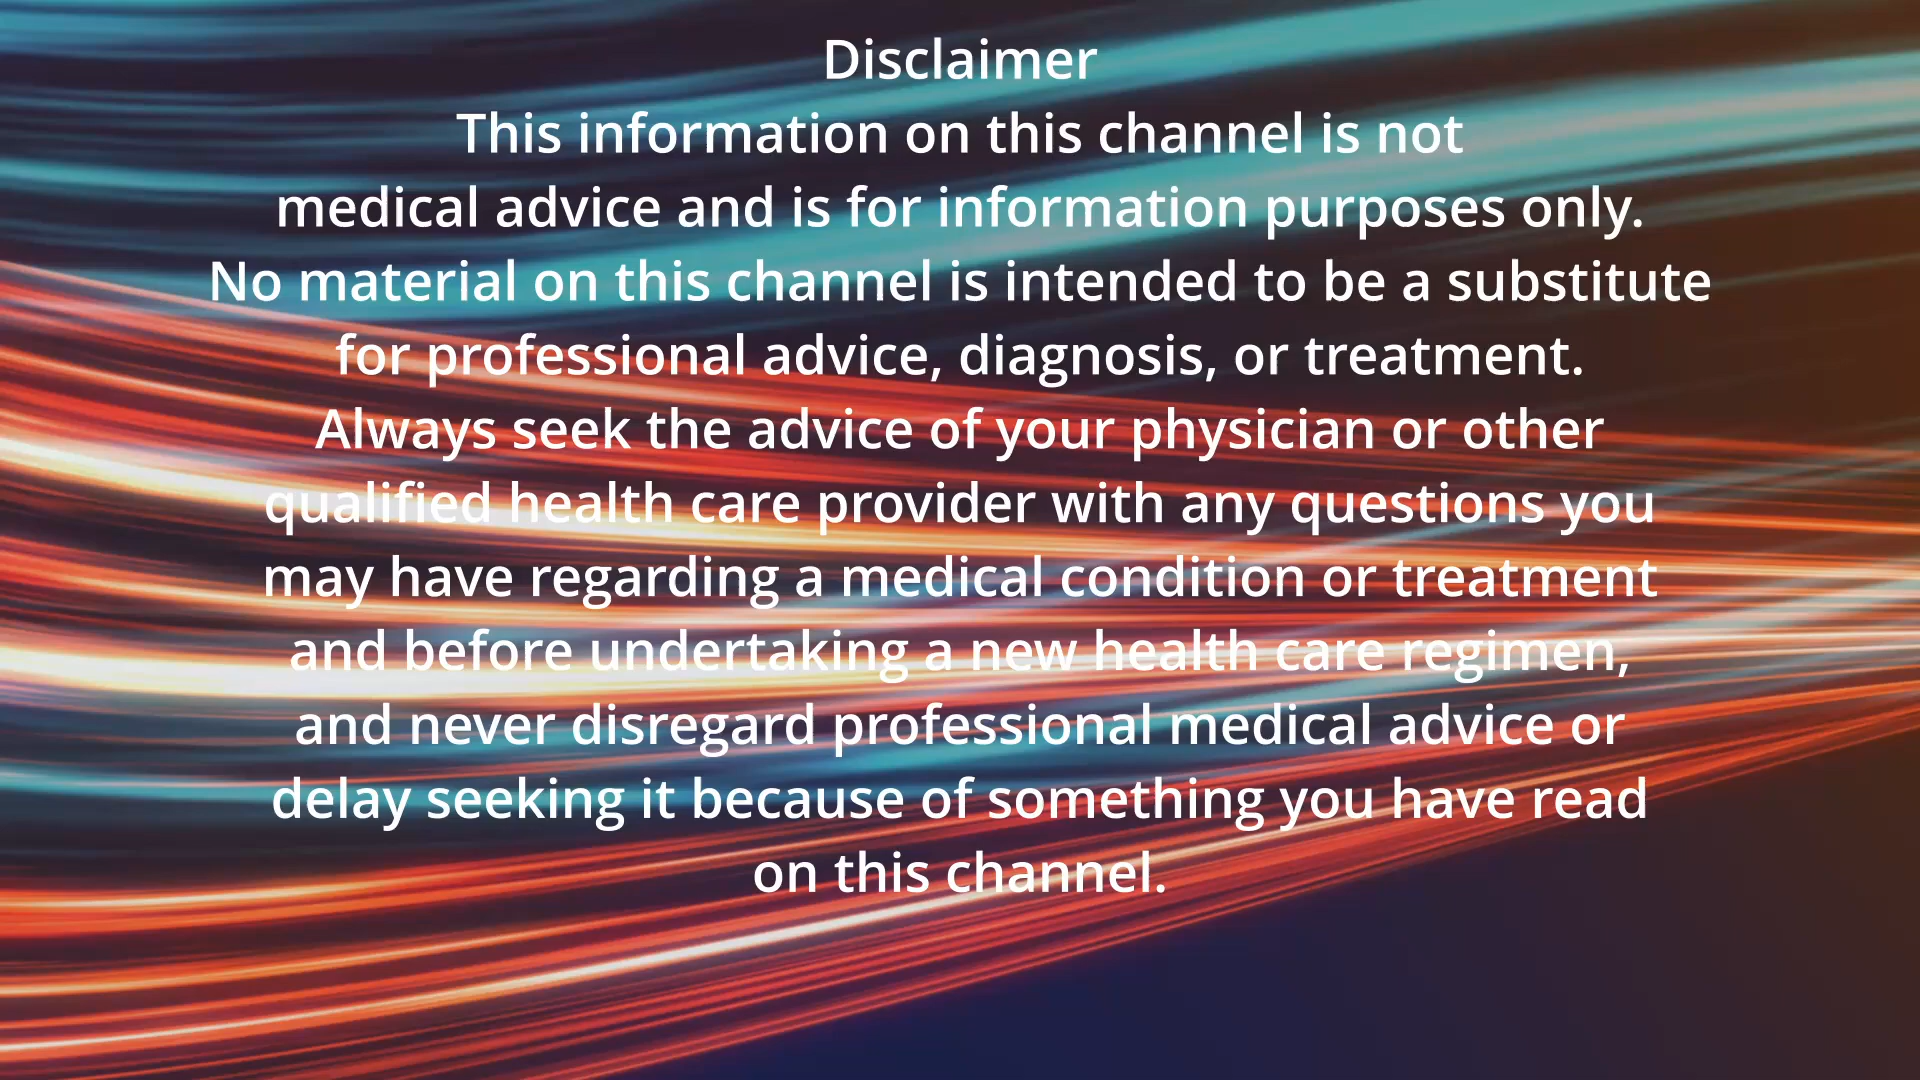 Disclaimer
This information on this channel is not
medical advice and is for information purposes only.
No material on this channel is intended to be a substitute
for professional advice, diagnosis, or treatment.
Always seek the advice of your physician or other
qualified health care provider with any questions you
may have regarding a medical condition or treatment
and before undertaking a new health care regimen,
and never disregard professional medical advice or
delay seeking it because of something you have read
on this channel.